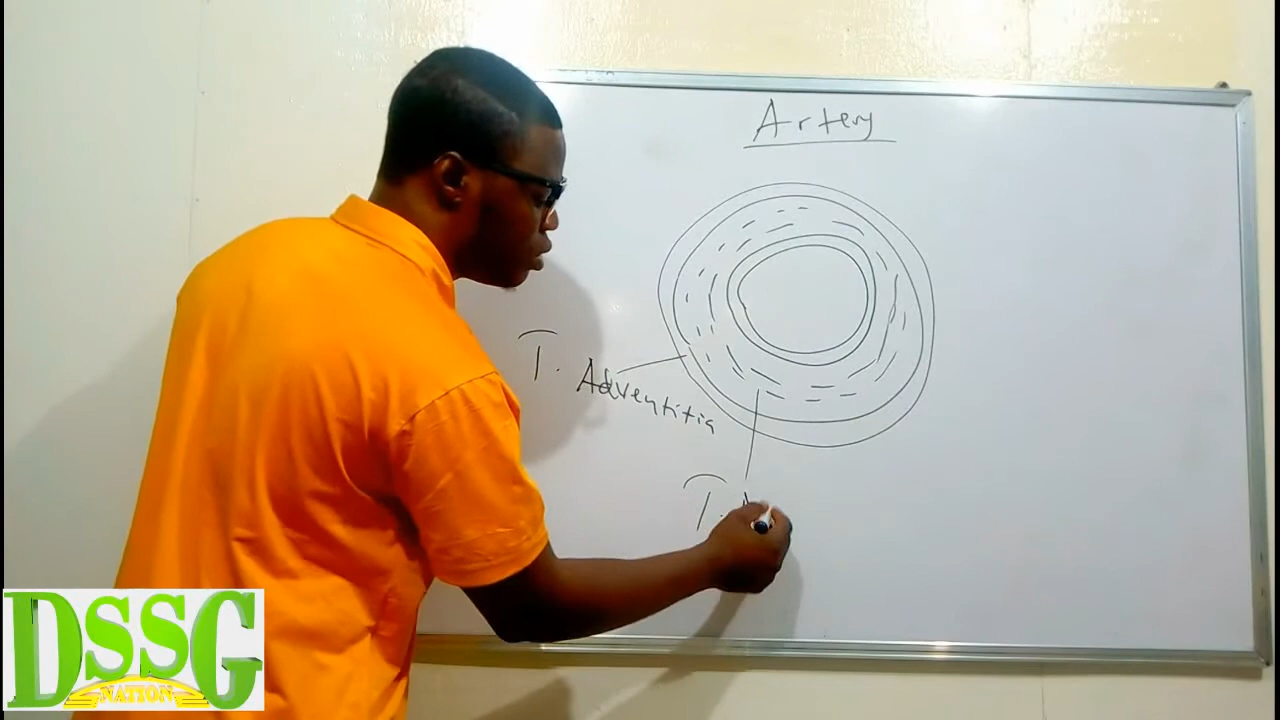 Artery
T. Adventitia
T.
DSSG
NATION